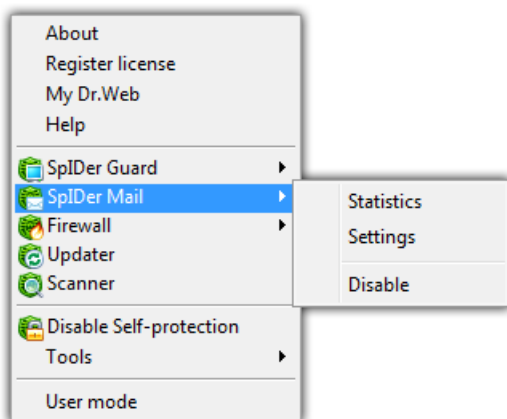 About
Register license
My Dr.Web
Help
SpIDer Guard
SpIDer Mail
Firewall
Updater
Scanner
Disable Self-protection
Tools
User mode
Statistics
Settings
Disable